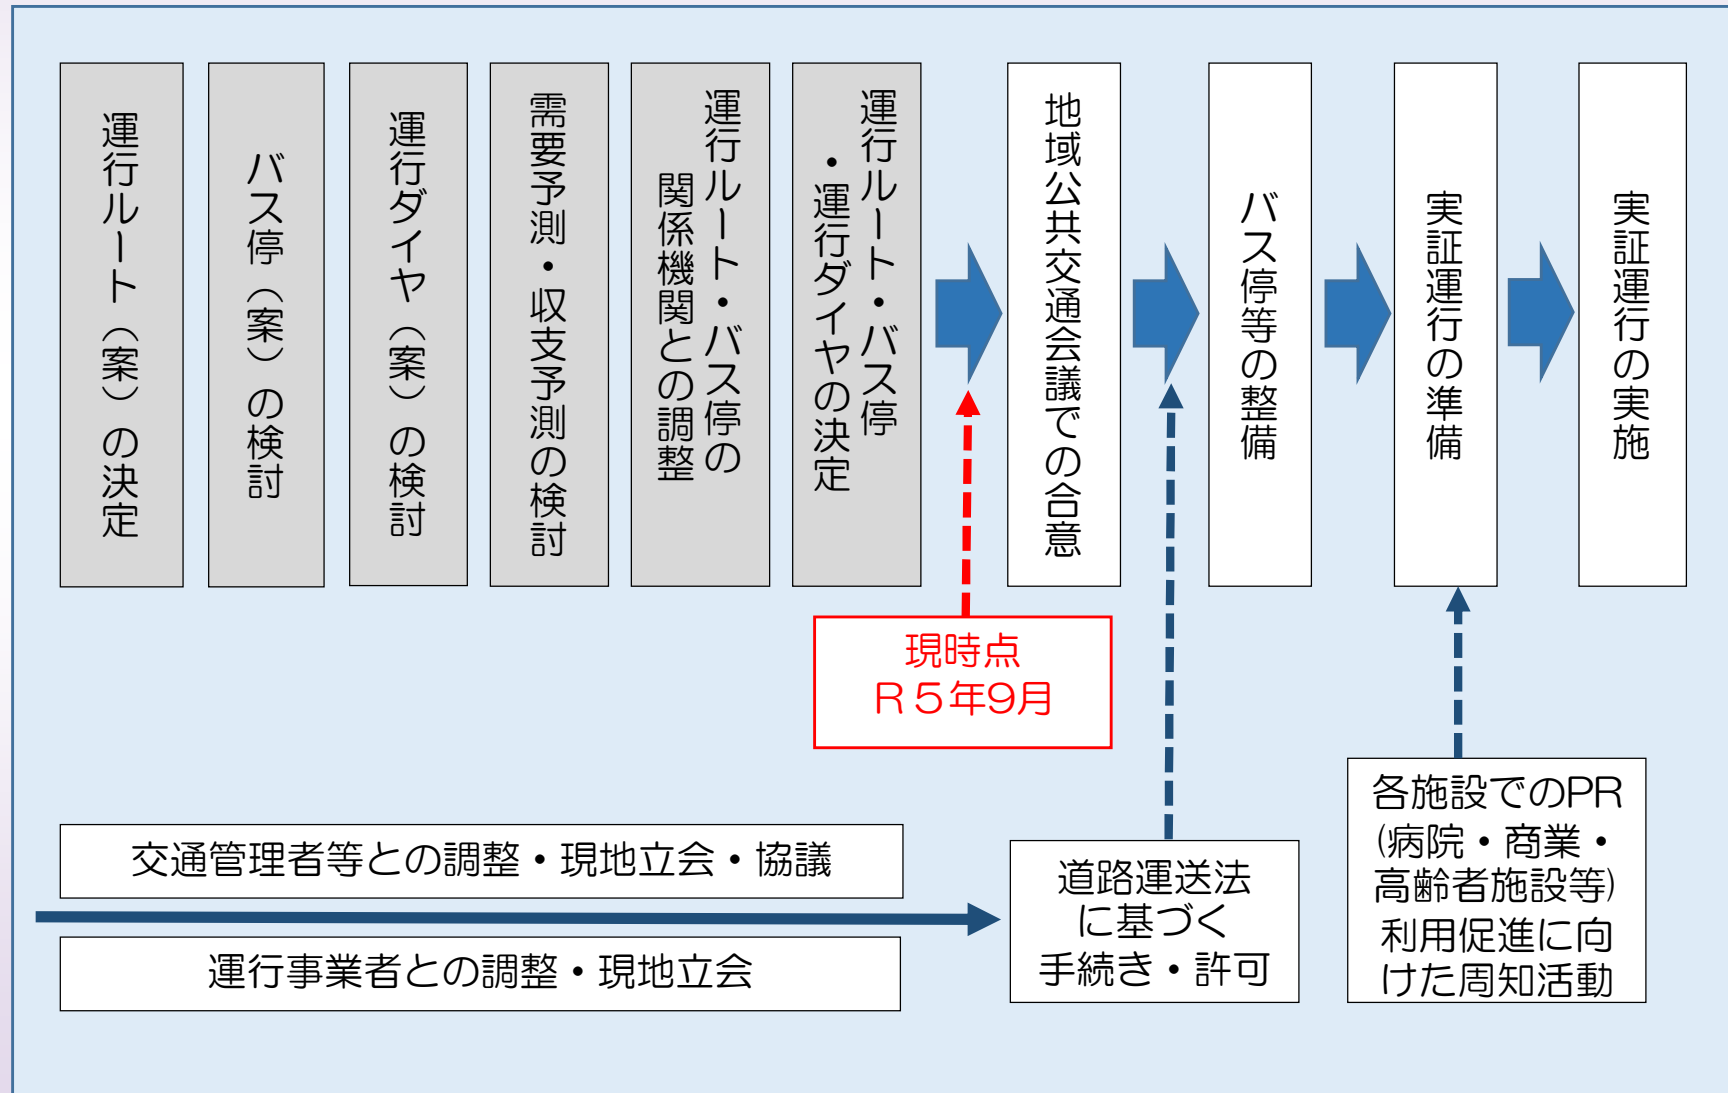 運行ルート（案）の決定
バス停（案）の検討
運行ダイヤ（案）の検討
需要予測・収支予測の検討
運行ルート・バス停の
関係機関との調整
運行ルート・バス停
・運行ダイヤの決定
地域公共交通会議での合意
バス停等の整備
実証運行の準備
実証運行の実施
現時点
Ｒ５年9月
交通管理者等との調整・現地立会・協議
運行事業者との調整・現地立会
道路運送法
に基づく
手続き・許可
各施設でのPR
(病院・商業・
高齢者施設等)
利用促進に向
けた周知活動